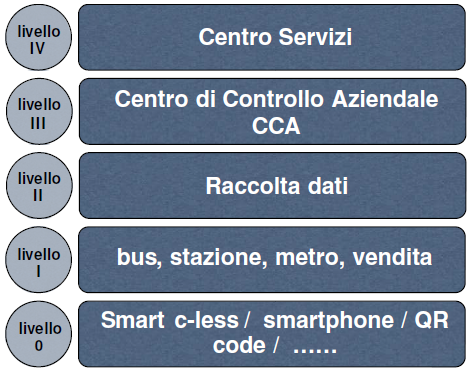 livello
IV
Centro Servizi
livello
III
Centro di Controllo Aziendale
CCA
livello
II
Raccolta dati
livello
I
bus, stazione, metro, vendita
livello
0
Smart c-less / smartphone / QR
code / ……